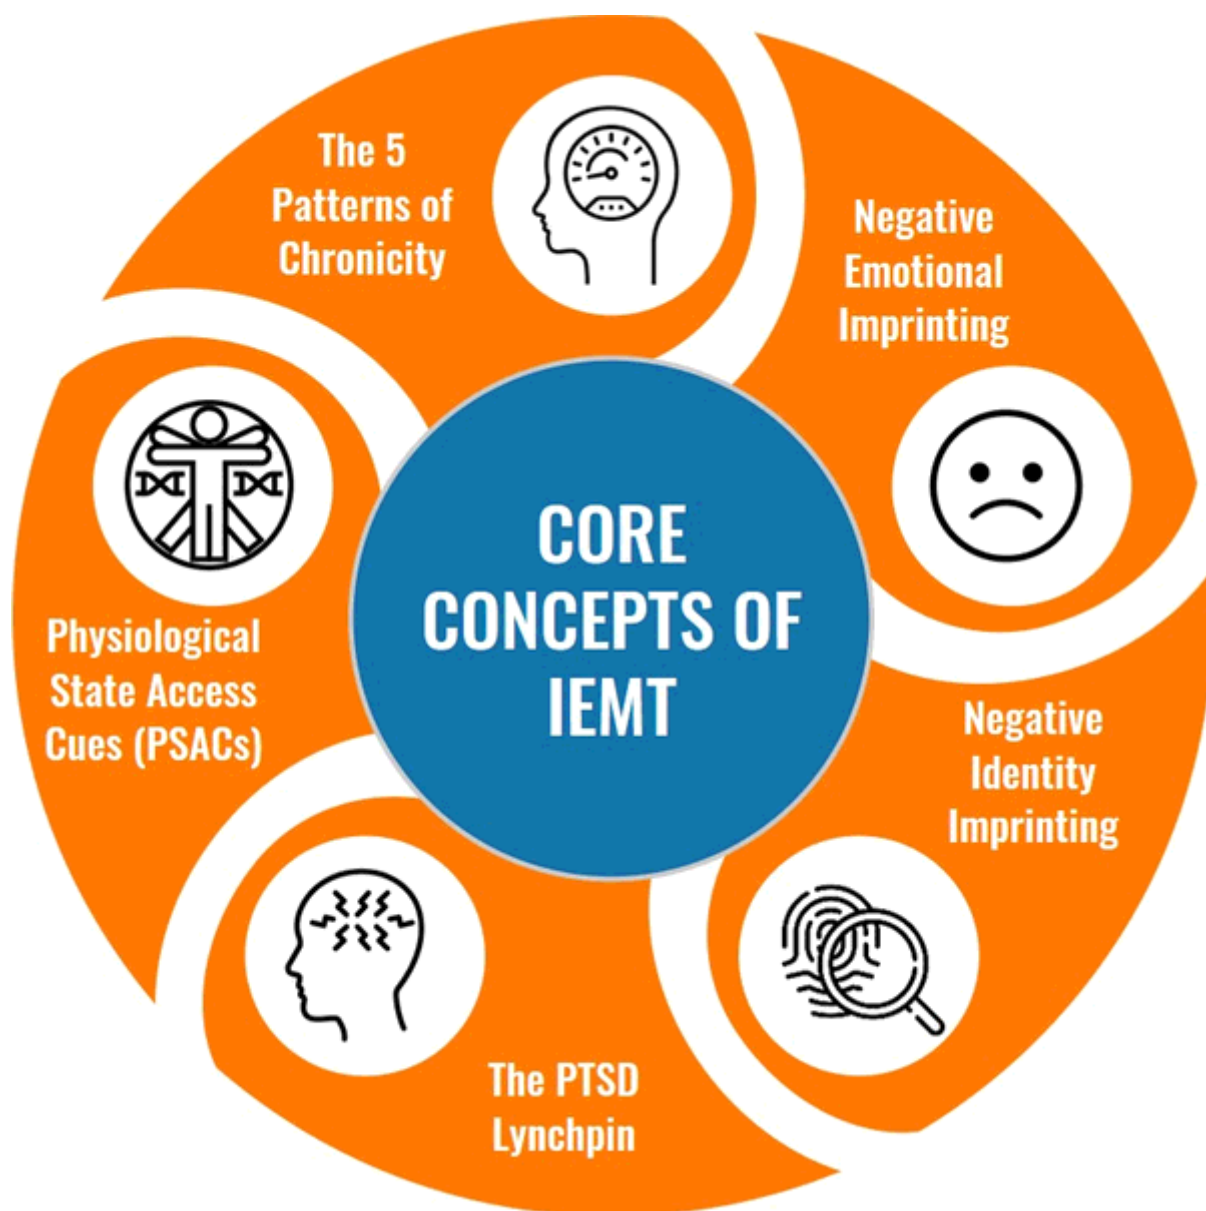 The 5
Patterns of
Chronicity
Negative
Emotional
Imprinting
CORE
CONCEPTS OF
IEMT
Physiological
State Access
Cues (PSACs)
Negative
Identity
Imprinting
The PTSD
Lynchpin